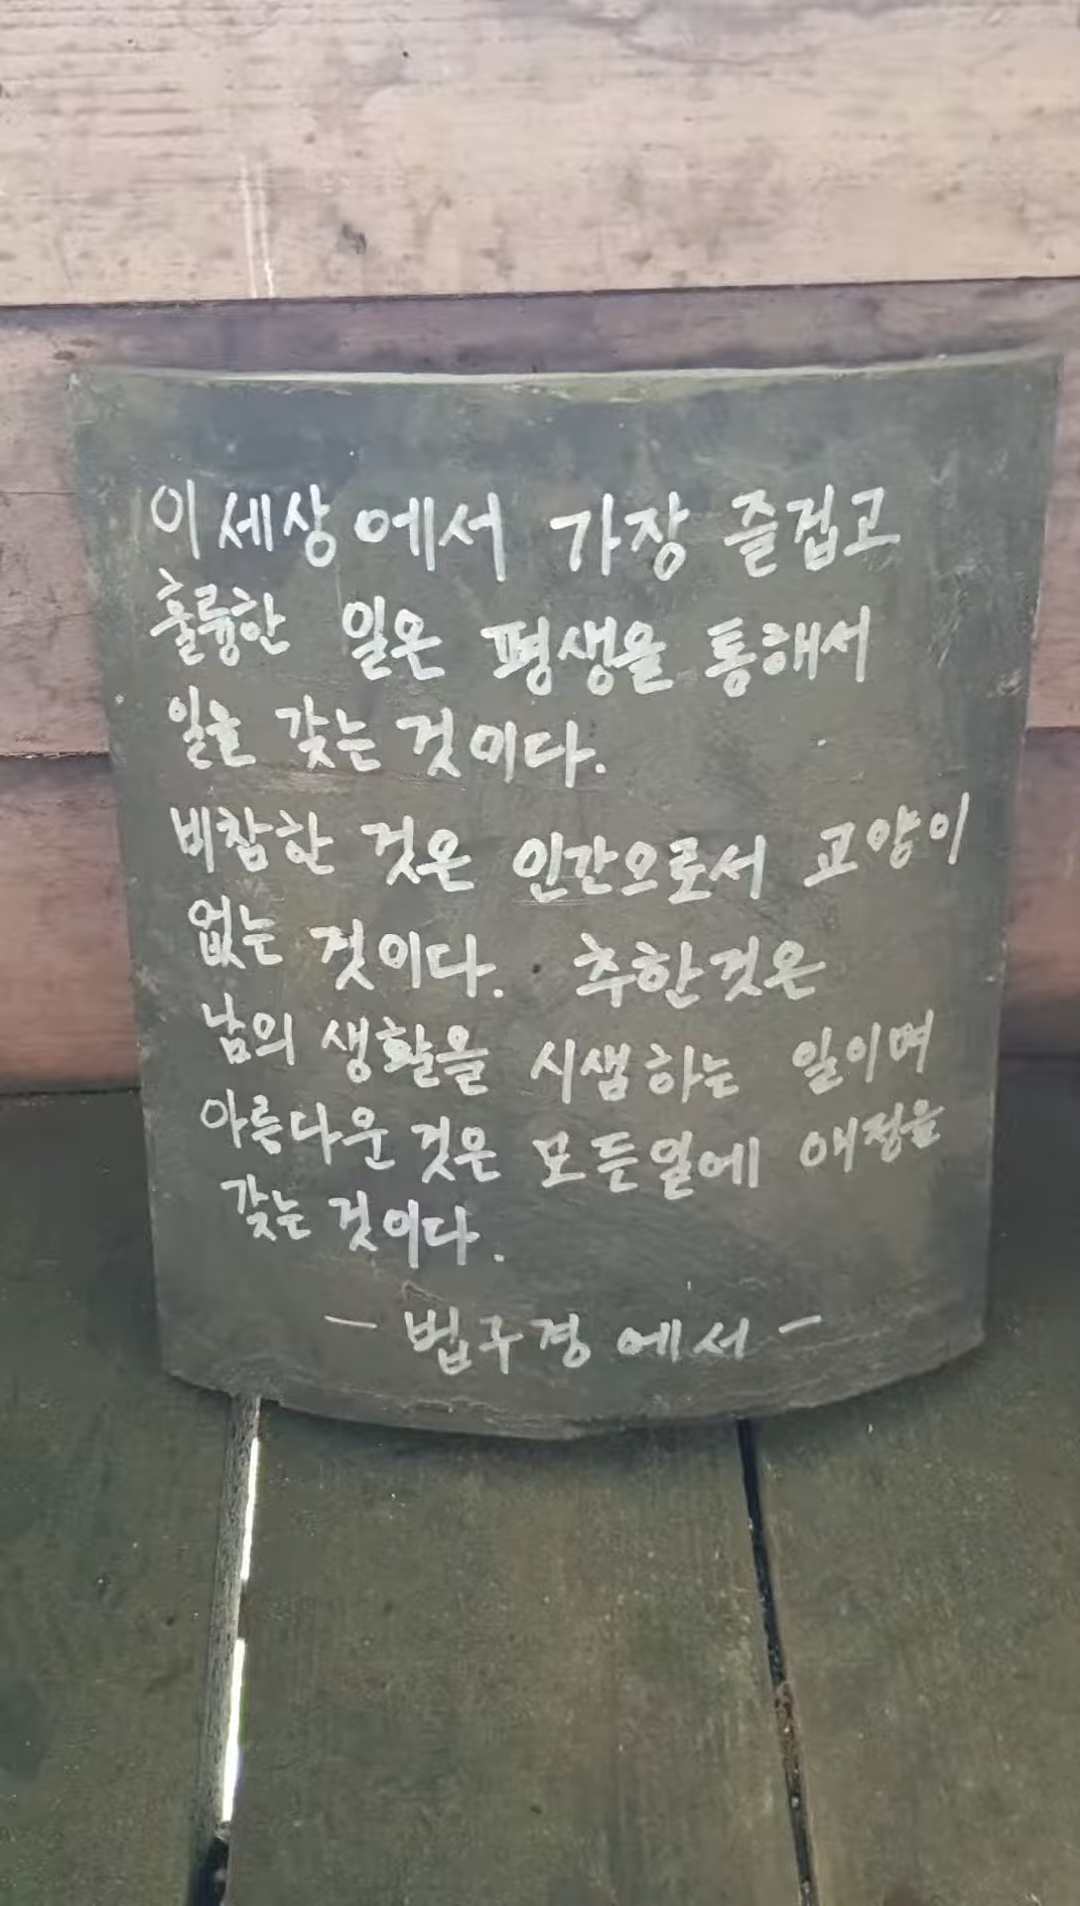 이 세상에서 가장 즐겁고
훌륭한 일은 평생을 통해서
일을 갖는 것이다.
비참한 것은 인간으로서 교양이
없는 것이다. 추한것은
남의 생활을 시샘하는 일이며
아름다운 것은 모든일에 애정을
갖는 것이다.
- 법구경에서 -